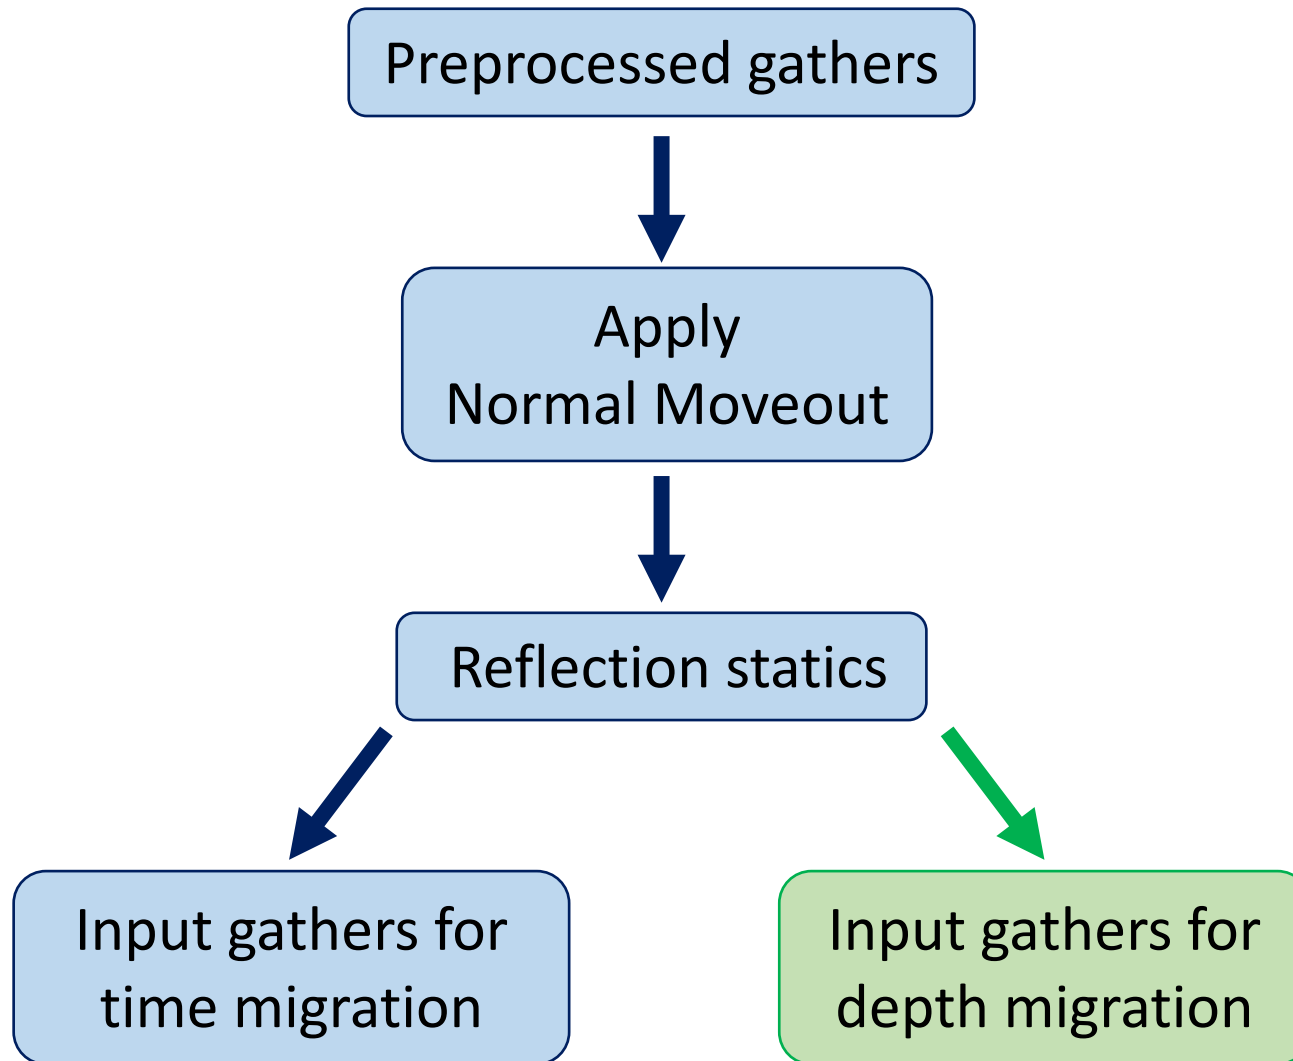 Preprocessed gathers
Apply
Normal Moveout
Reflection statics
Input gathers for
time migration
Input gathers for
depth migration